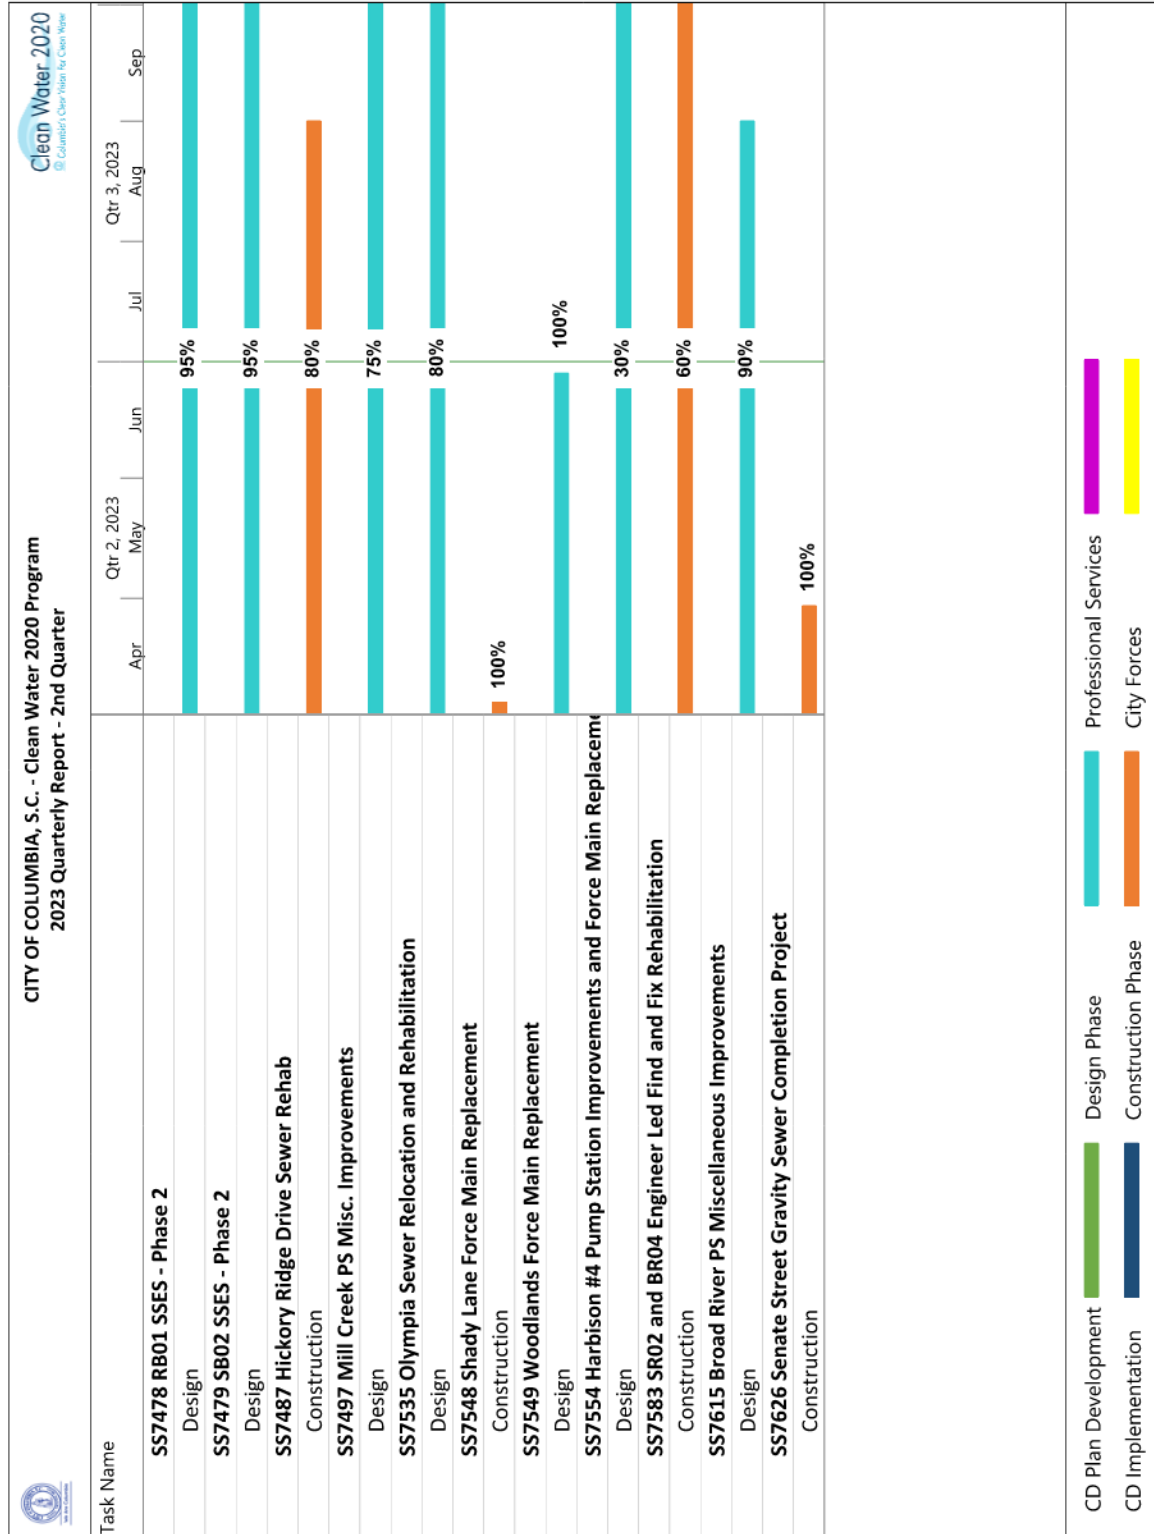 CITY OF COLUMBIA, S.C. - Clean Water 2020 Program
2023 Quarterly Report - 2nd Quarter
Clean Water 2020
Columbia's Clear Vision For Clean Water
Task Name
Qtr 2, 2023
Qtr 3, 2023
Apr
May
Jun
Jul
Aug
Sep
SS7478 RB01 SSES - Phase 2
Design
95%
SS7479 SB02 SSES - Phase 2
Design
95%
SS7487 Hickory Ridge Drive Sewer Rehab
Construction
80%
SS7497 Mill Creek PS Misc. Improvements
Design
75%
SS7535 Olympia Sewer Relocation and Rehabilitation
Design
80%
SS7548 Shady Lane Force Main Replacement
Construction
100%
SS7549 Woodlands Force Main Replacement
Design
100%
SS7554 Harbison #4 Pump Station Improvements and Force Main Replaceme
Design
30%
SS7583 SR02 and BR04 Engineer Led Find and Fix Rehabilitation
Construction
60%
SS7615 Broad River PS Miscellaneous Improvements
Design
90%
SS7626 Senate Street Gravity Sewer Completion Project
Construction
100%
CD Plan Development
Design Phase
Professional Services
CD Implementation
Construction Phase
City Forces